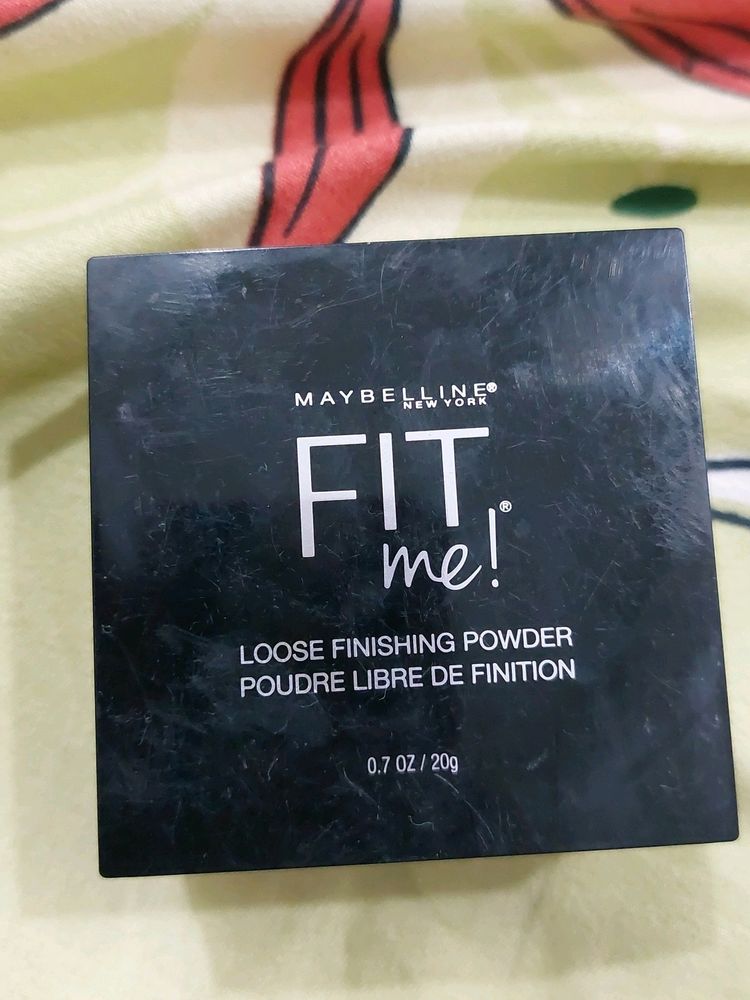 MAYBELLINE®
NEW YORK
FIT
me!®
LOOSE FINISHING POWDER
POUDRE LIBRE DE FINITION
0.7 OZ / 20g